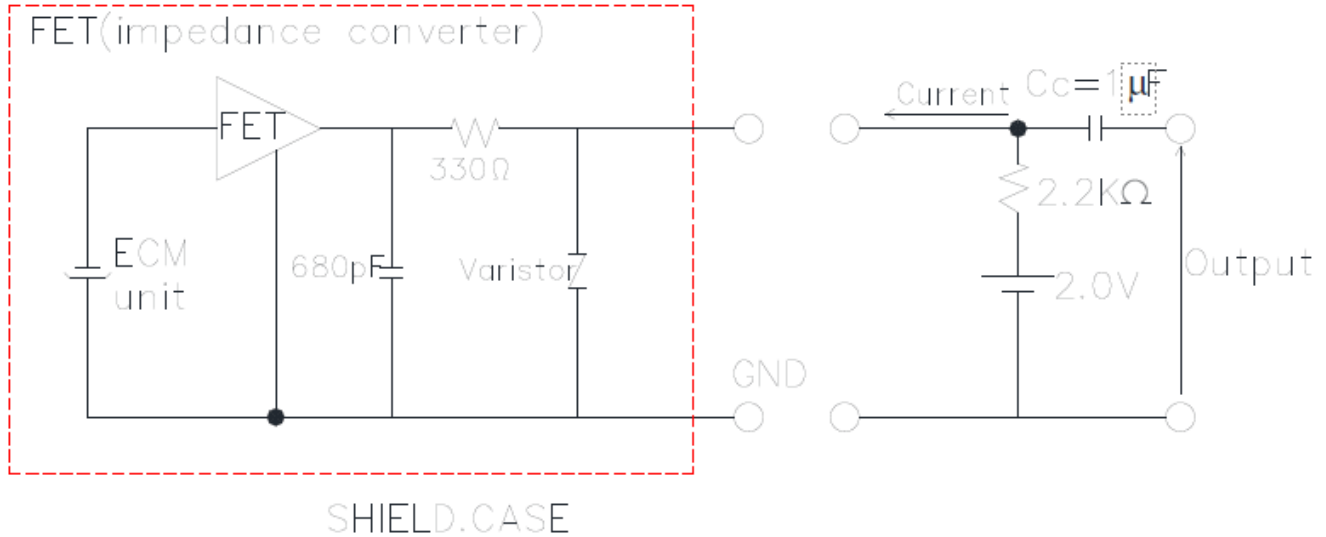 FET(impedance converter)
Current
Cc=1µF
FET
330Ω
2.2KΩ
ECM
unit
680pF
Varistor
Output
2.0V
GND
SHIELD.CASE